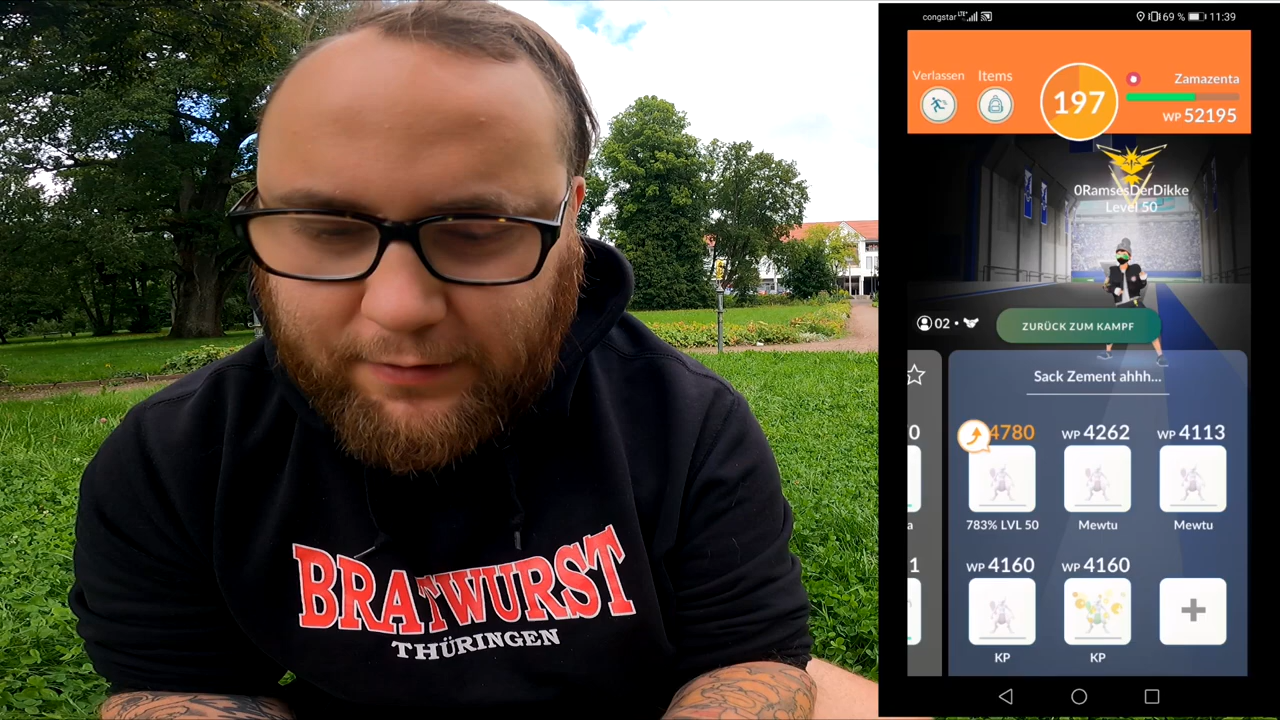 BRATWURST
THÜRINGEN
congstar
69 %
11:39
Verlassen
Items
197
Zamazenta
WP 52195
0RamsesDerDikke
Level 50
02 •
ZURÜCK ZUM KAMPF
Sack Zement ahhh...
0
4780
WP 4262
WP 4113
a
783% LVL 50
Mewtu
Mewtu
1
WP 4160
WP 4160
KP
KP